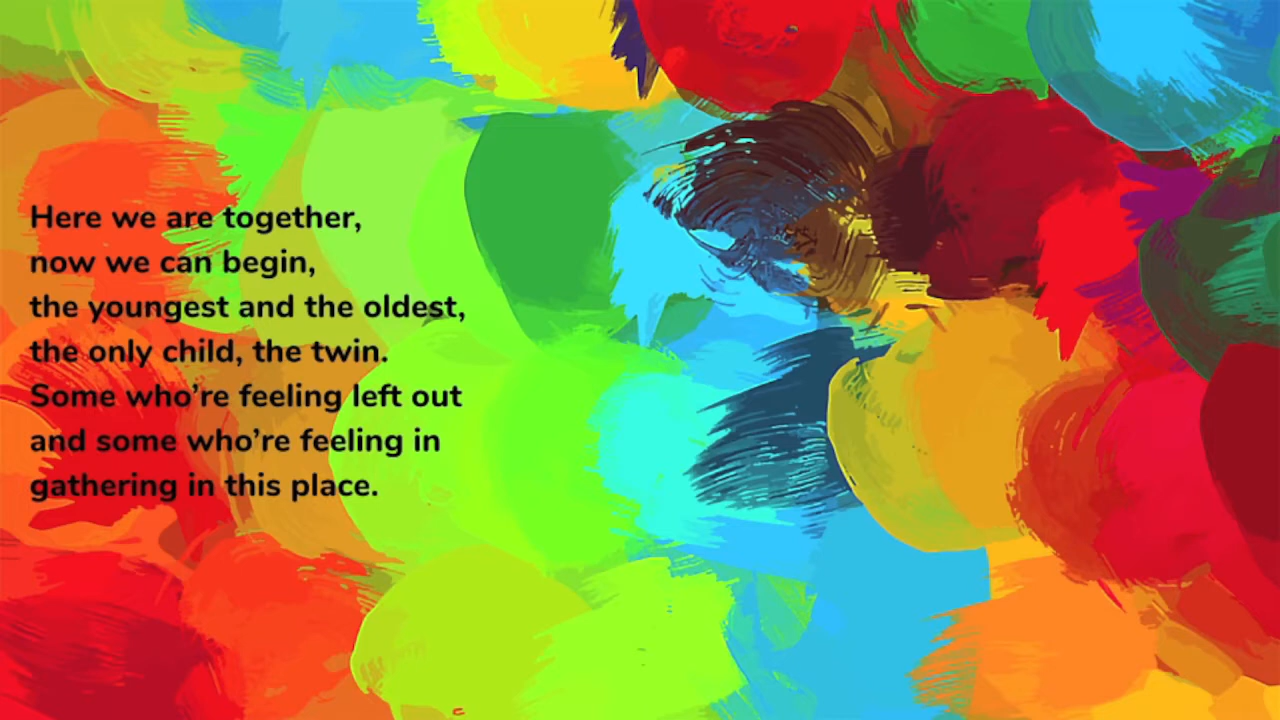 Here we are together,
now we can begin,
the youngest and the oldest,
the only child, the twin.
Some who’re feeling left out
and some who’re feeling in
gathering in this place.